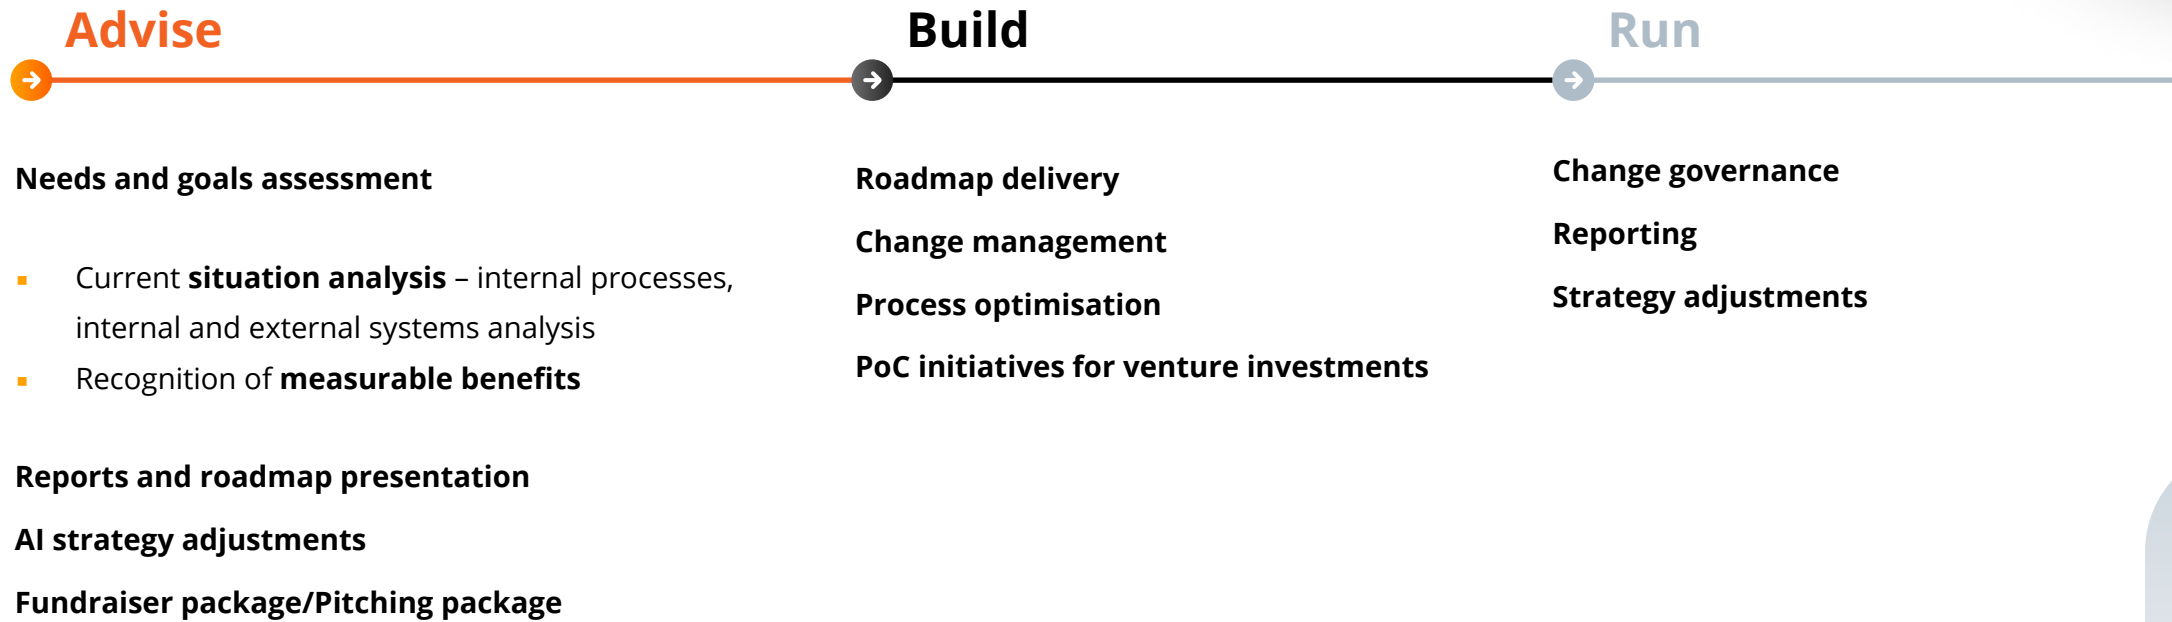 Advise
Needs and goals assessment
▪ Current situation analysis – internal processes,
internal and external systems analysis
▪ Recognition of measurable benefits
Reports and roadmap presentation
AI strategy adjustments
Fundraiser package/Pitching package
Build
Roadmap delivery
Change management
Process optimisation
PoC initiatives for venture investments
Run
Change governance
Reporting
Strategy adjustments